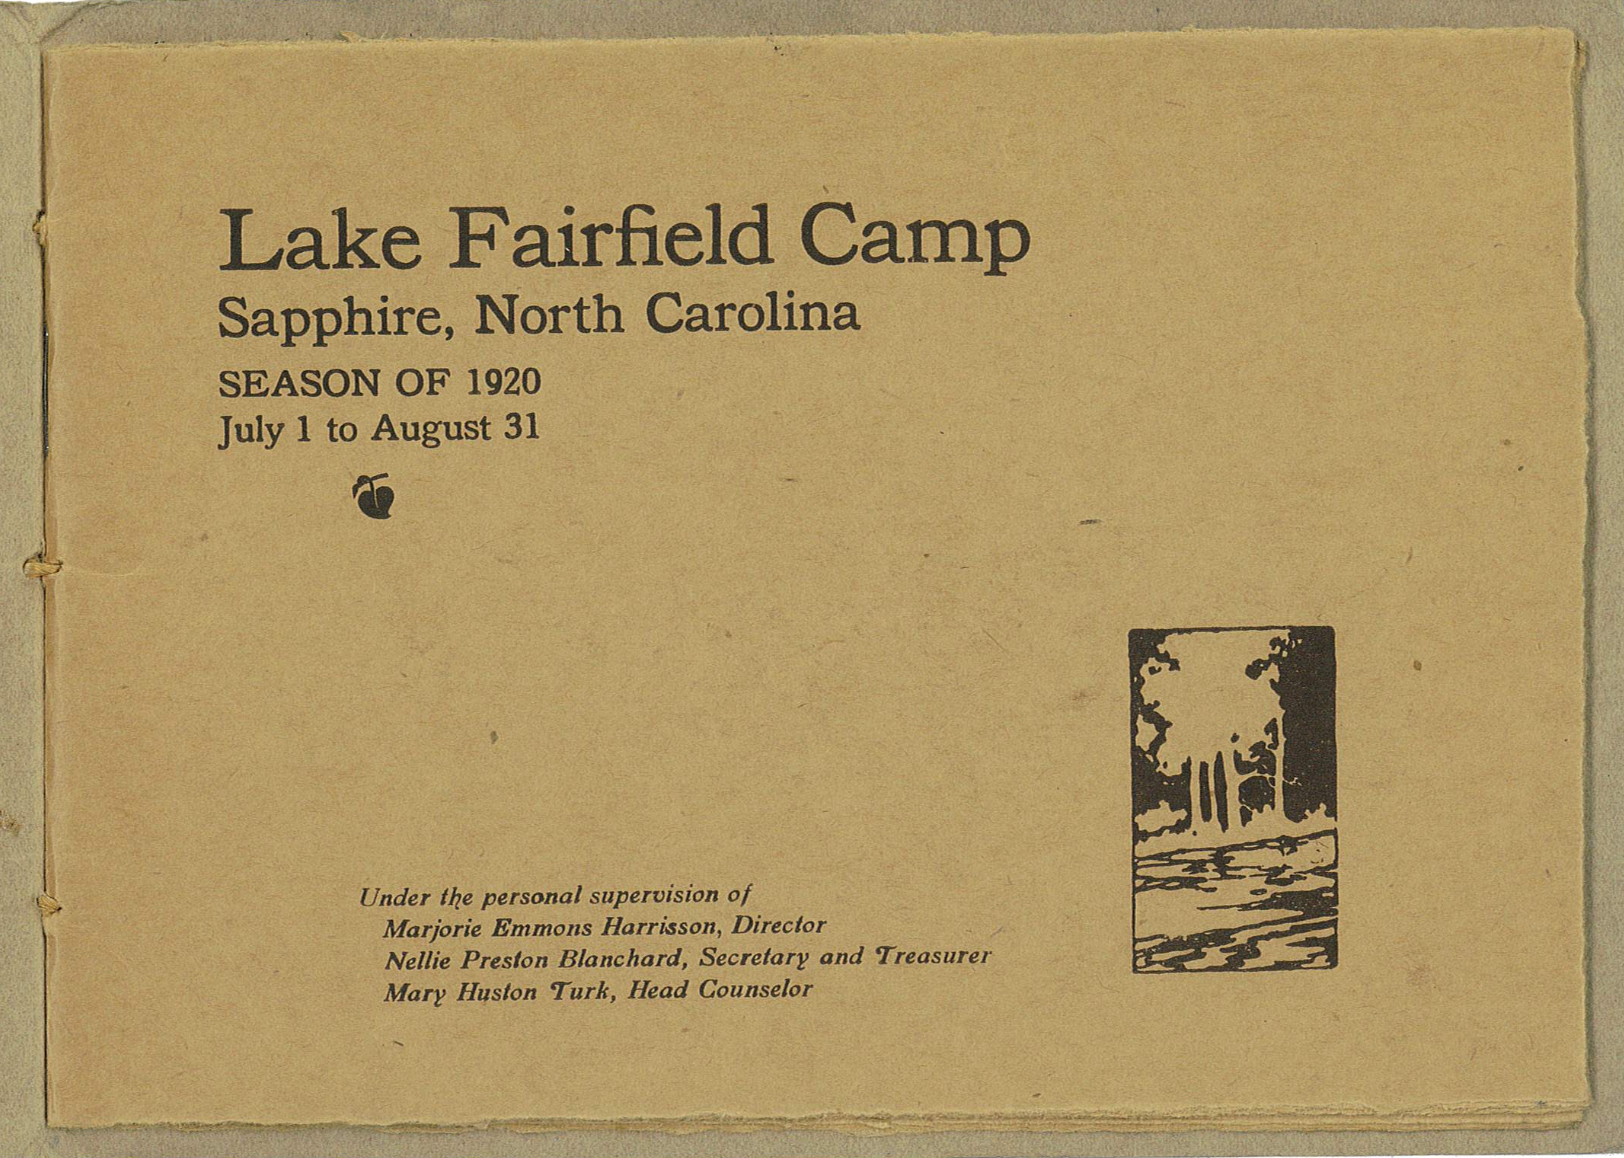 Lake Fairfield Camp
Sapphire, North Carolina
SEASON OF 1920
July 1 to August 31
Under the personal supervision of
Marjorie Emmons Harrisson, Director
Nellie Preston Blanchard, Secretary and Treasurer
Mary Huston Turk, Head Counselor